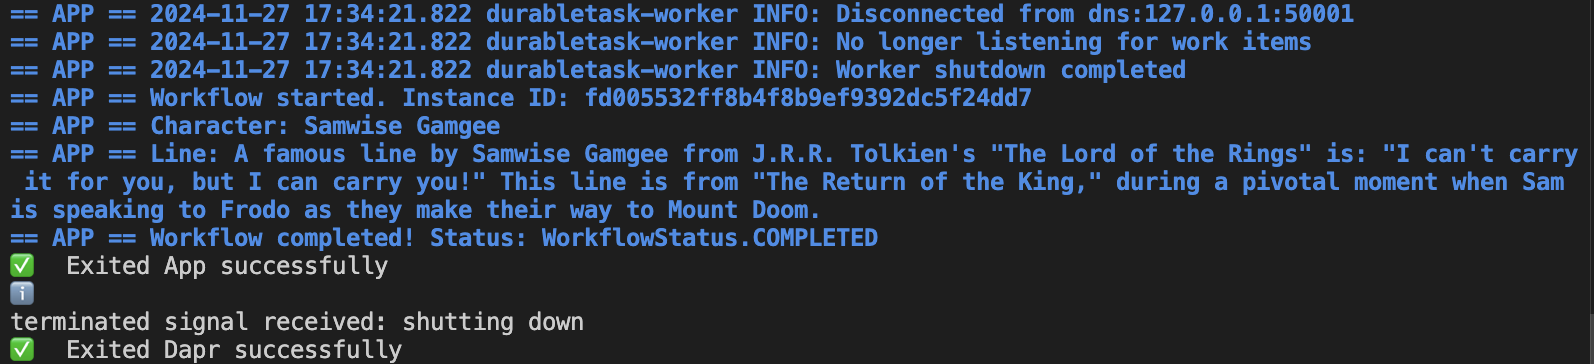 == APP == 2024-11-27 17:34:21.822 durabletask-worker INFO: Disconnected from dns:127.0.0.1:50001
== APP == 2024-11-27 17:34:21.822 durabletask-worker INFO: No longer listening for work items
== APP == 2024-11-27 17:34:21.822 durabletask-worker INFO: Worker shutdown completed
== APP == Workflow started. Instance ID: fd005532ff8b4f8b9ef9392dc5f24dd7
== APP == Character: Samwise Gamgee
== APP == Line: A famous line by Samwise Gamgee from J.R.R. Tolkien's "The Lord of the Rings" is: "I can't carry
 it for you, but I can carry you!" This line is from "The Return of the King," during a pivotal moment when Sam
is speaking to Frodo as they make their way to Mount Doom.
== APP == Workflow completed! Status: WorkflowStatus.COMPLETED
✅  Exited App successfully
ℹ️
terminated signal received: shutting down
✅  Exited Dapr successfully